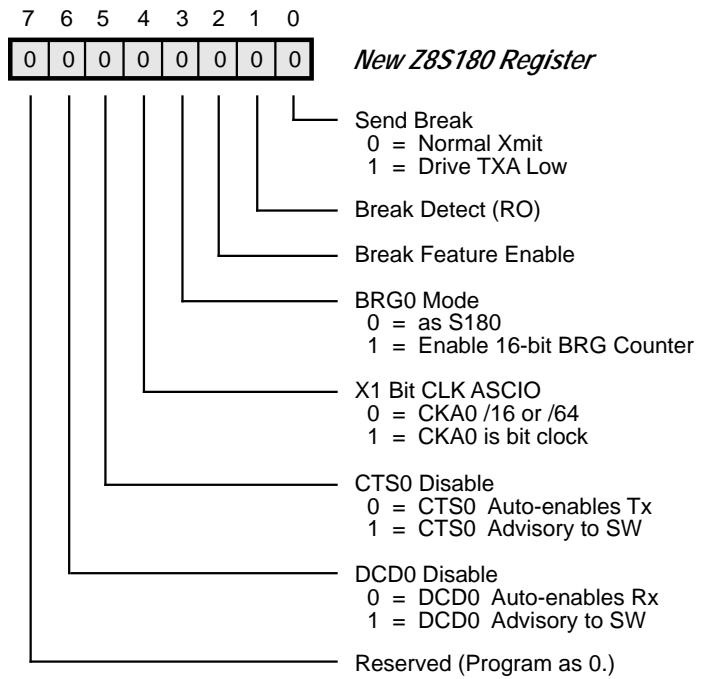 7 6 5 4 3 2 1 0
0 0 0 0 0 0 0 0
New Z8S180 Register
Send Break
0 = Normal Xmit
1 = Drive TXA Low
Break Detect (RO)
Break Feature Enable
BRG0 Mode
0 = as S180
1 = Enable 16-bit BRG Counter
X1 Bit CLK ASCIO
0 = CKA0 /16 or /64
1 = CKA0 is bit clock
CTS0 Disable
0 = CTS0 Auto-enables Tx
1 = CTS0 Advisory to SW
DCD0 Disable
0 = DCD0 Auto-enables Rx
1 = DCD0 Advisory to SW
Reserved (Program as 0.)